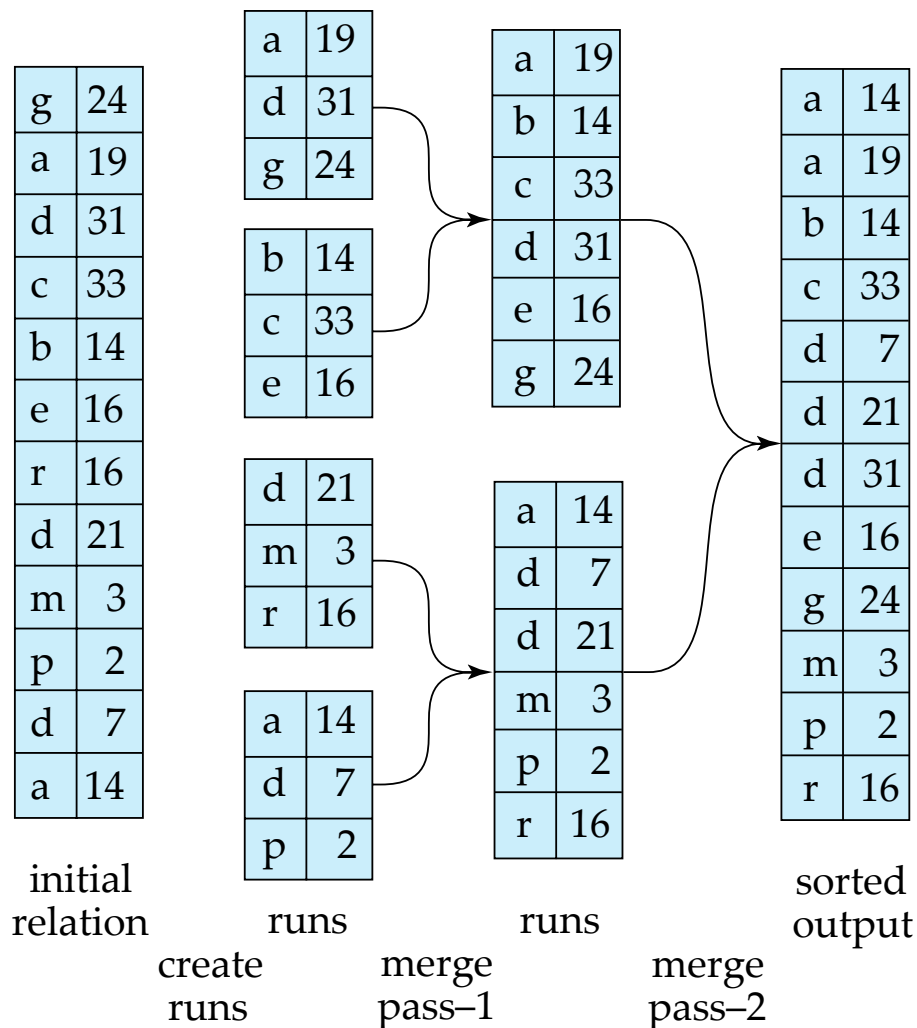 g 24
a 19
d 31
c 33
b 14
e 16
r 16
d 21
m 3
p 2
d 7
a 14
initial
relation
a 19
d 31
g 24
b 14
c 33
e 16
d 21
m 3
r 16
a 14
d 7
p 2
runs
create
runs
a 19
b 14
c 33
d 31
e 16
g 24
a 14
d 7
d 21
m 3
p 2
r 16
runs
merge
pass–1
a 14
a 19
b 14
c 33
d 7
d 21
d 31
e 16
g 24
m 3
p 2
r 16
sorted
output
merge
pass–2